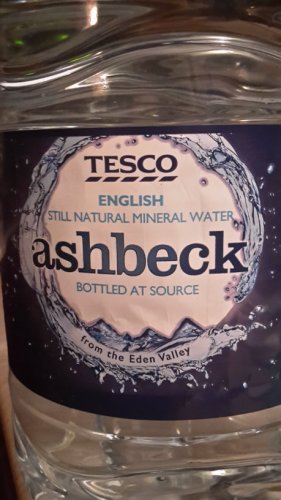 TESCO
ENGLISH
STILL NATURAL MINERAL WATER
ashbeck
BOTTLED AT SOURCE
from the Eden Valley